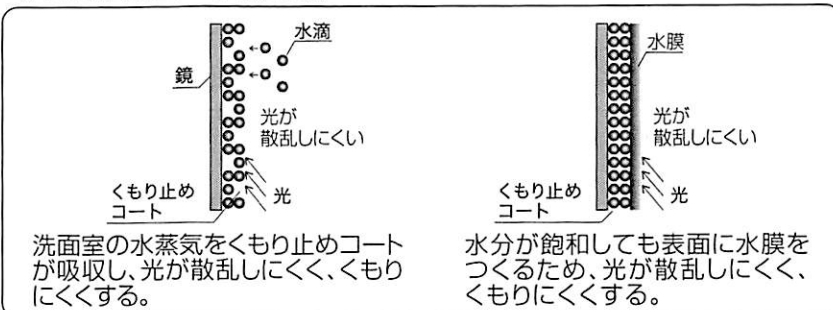 水滴
鏡
光が
散乱しにくい
くもり止め
コート
光
洗面室の水蒸気をくもり止めコート
が吸収し、光が散乱しにくく、くもり
にくくする。
水膜
光が
散乱しにくい
くもり止め
コート
光
水分が飽和しても表面に水膜を
つくるため、光が散乱しにくく、
くもりにくくする。